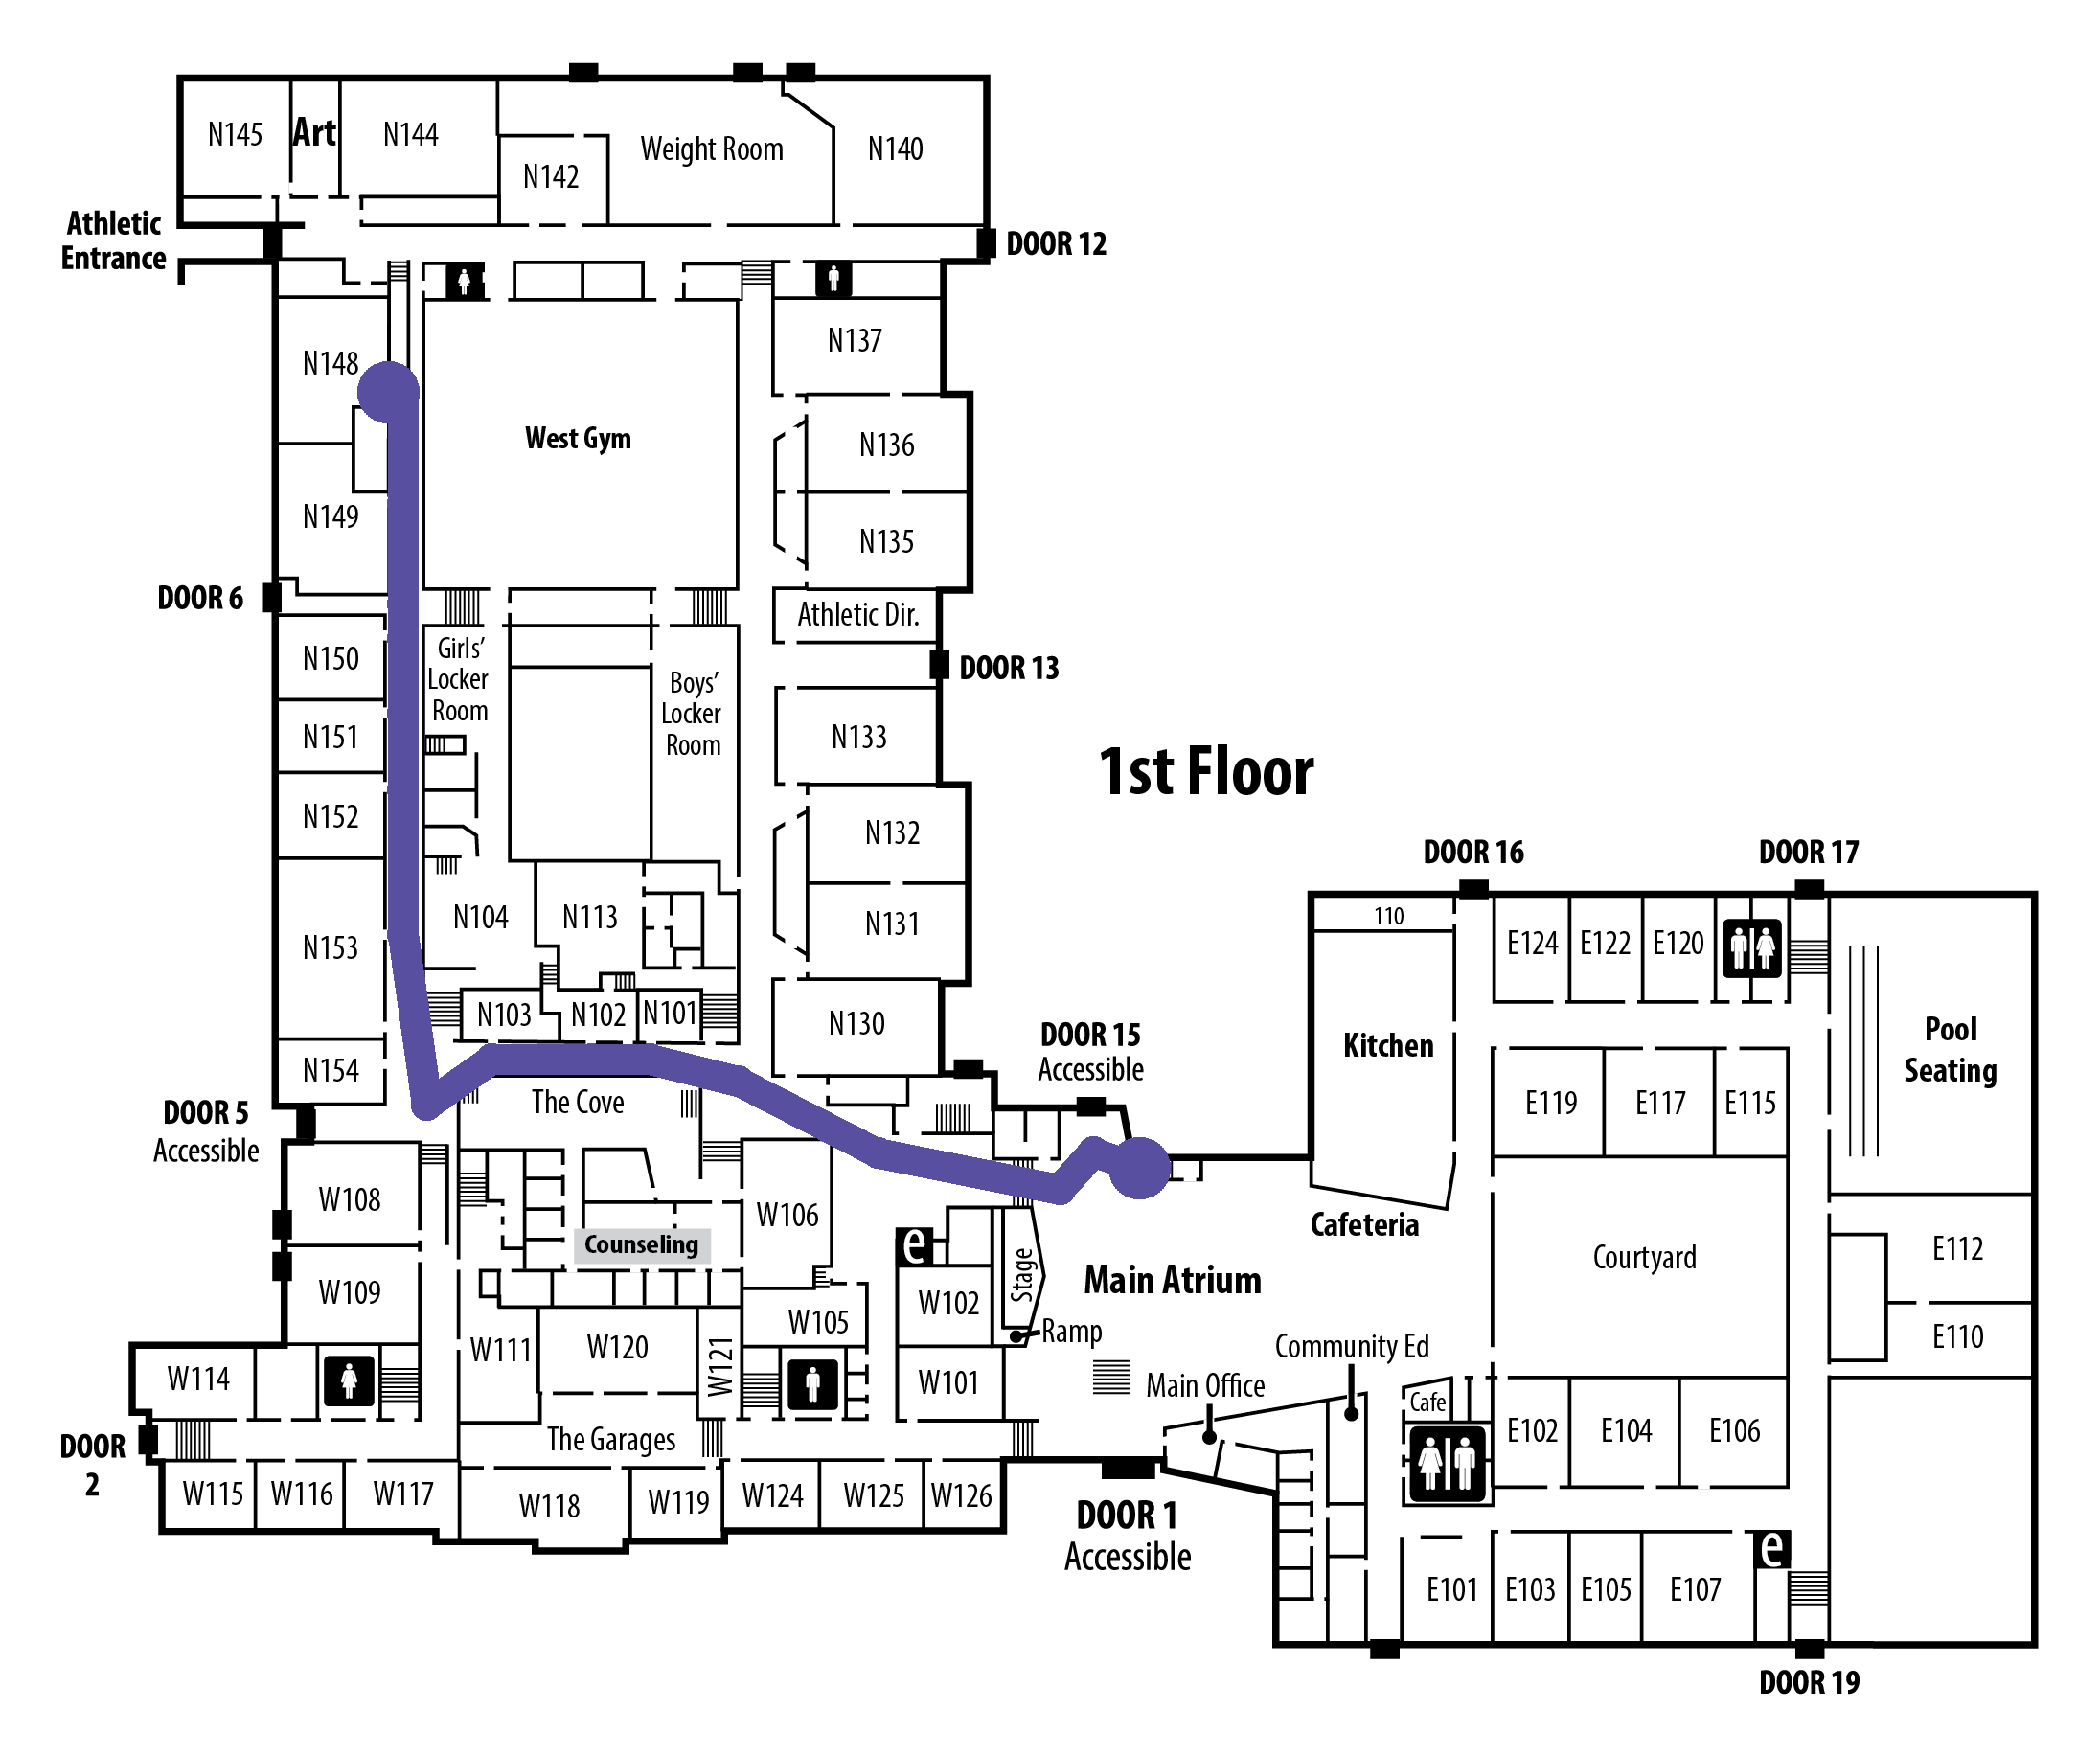 N145
Art
N144
N142
Weight Room
N140
Athletic
Entrance
DOOR 12
N148
N137
West Gym
N136
N149
N135
DOOR 6
Athletic Dir.
N150
Girls'
Locker
Room
Boys'
Locker
Room
DOOR 13
N151
N133
1st Floor
N152
N132
DOOR 16
DOOR 17
N104
N113
N131
110
N153
E124
E122
E120
N103
N102
N101
N130
DOOR 15
Accessible
Kitchen
Pool
Seating
N154
The Cove
E119
E117
E115
DOOR 5
Accessible
W108
W106
Cafeteria
Counseling
e
Courtyard
E112
W109
Stage
Main Atrium
W102
W105
Ramp
E110
W111
W120
W121
Community Ed
W114
W101
Main Office
Cafe
The Garages
E102
E104
E106
DOOR
2
W115
W116
W117
W118
W119
W124
W125
W126
DOOR 1
Accessible
e
E101
E103
E105
E107
DOOR 19